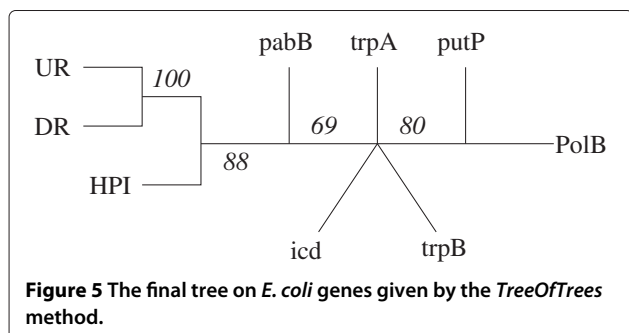 pabB trpA putP
UR
100
DR
69 80
88
PolB
HPI
icd trpB
Figure 5 The final tree on E. coli genes given by the TreeOfTrees
method.